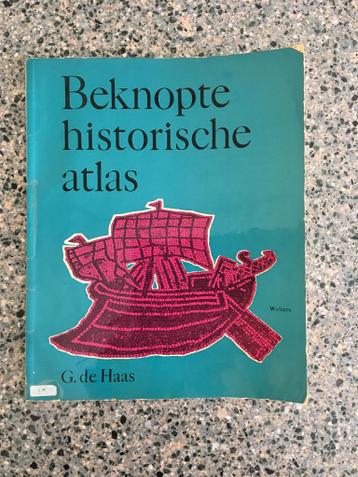 Beknopte
historische
atlas
Wolters
G. de Haas